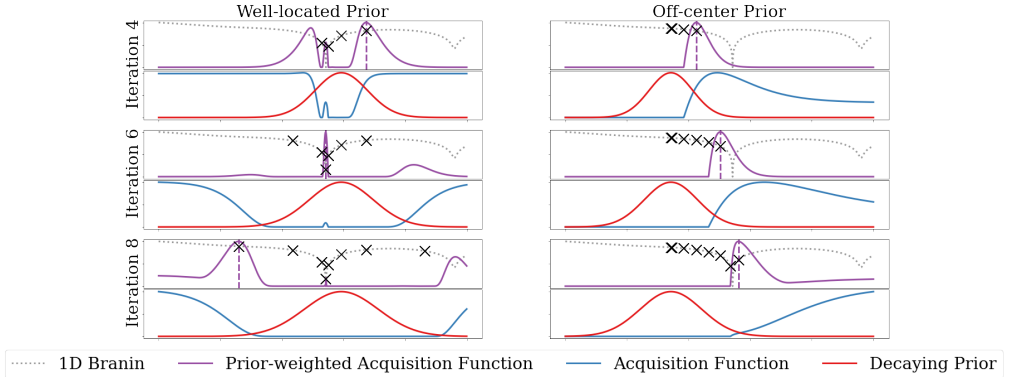 Well-located Prior
Off-center Prior
Iteration 4
Iteration 6
Iteration 8
1D Branin
Prior-weighted Acquisition Function
Acquisition Function
Decaying Prior